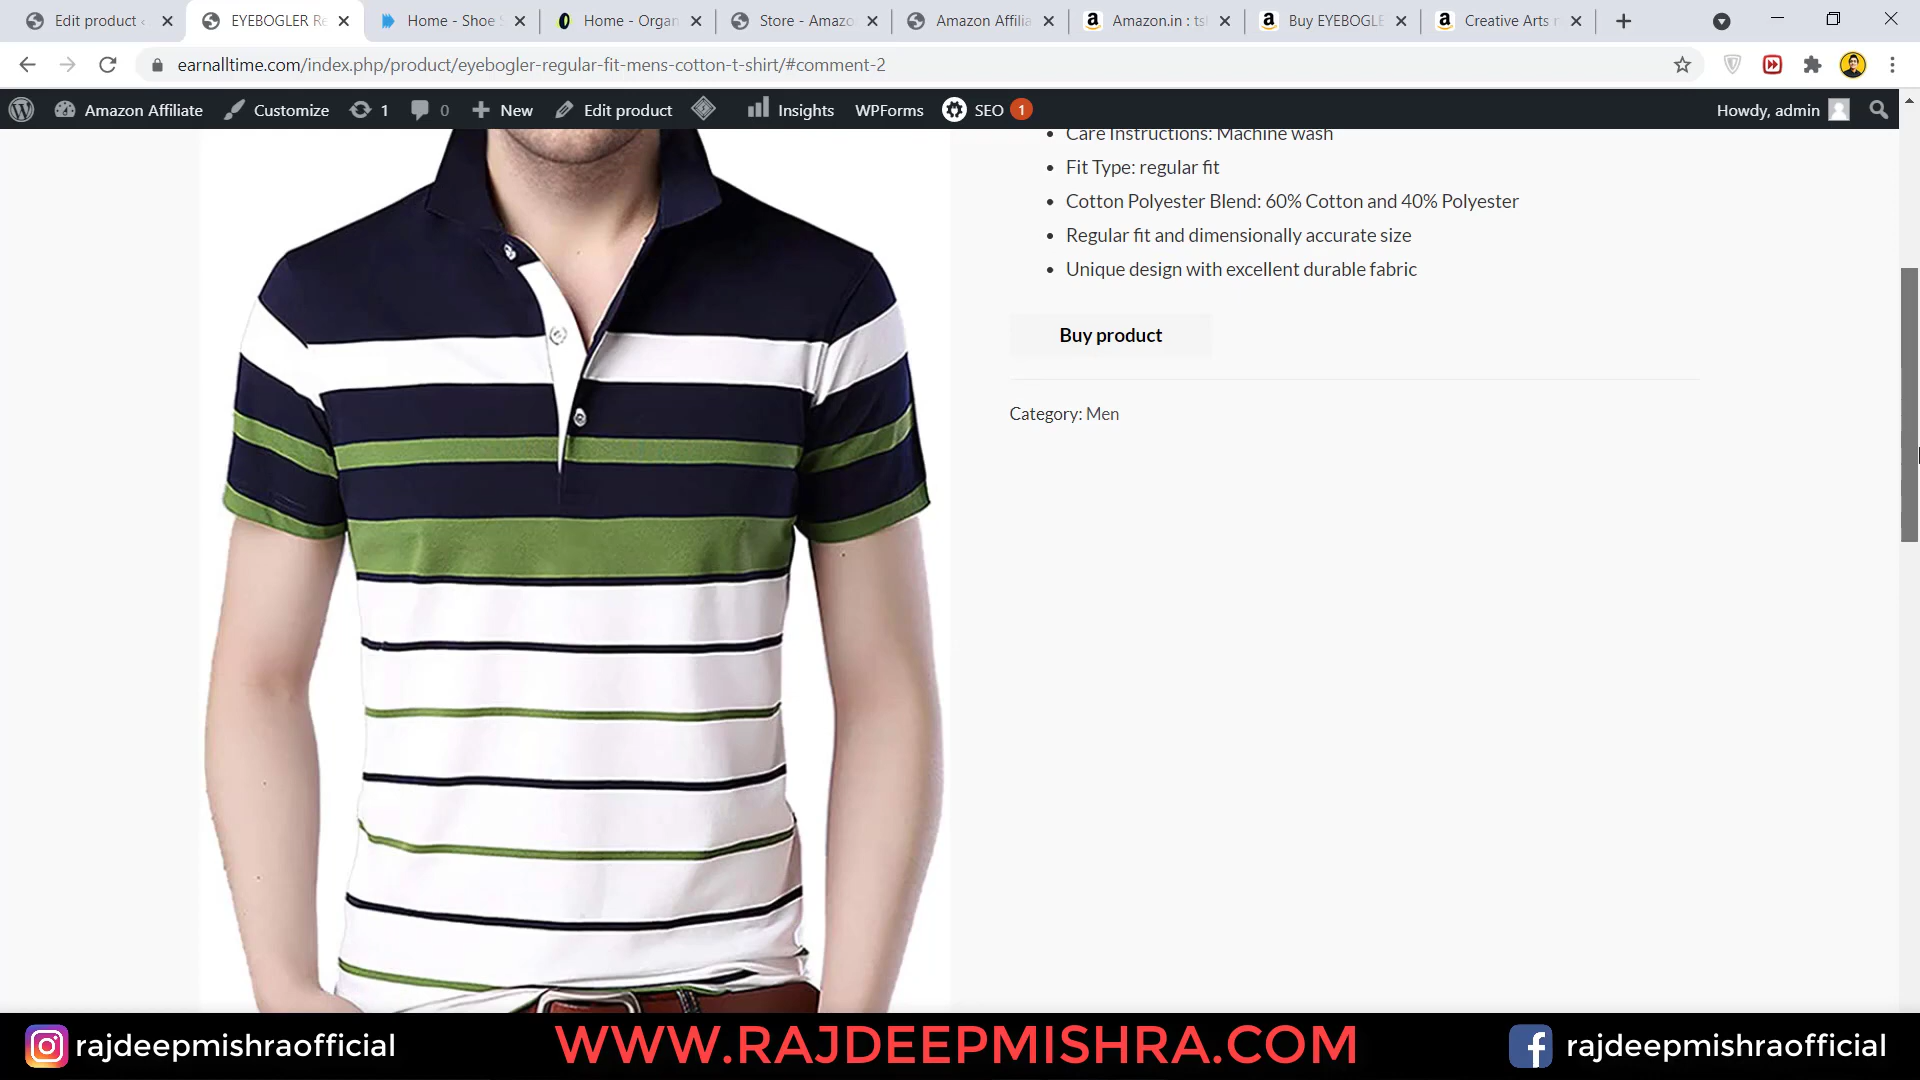 Edit product
EYEBOGLER Re
Home - Shoe S
Home - Organ
Store - Amazo
Amazon Affilia
Amazon.in : tsh
Buy EYEBOGLE
Creative Arts
earnalltime.com/index.php/product/eyebogler-regular-fit-mens-cotton-t-shirt/#comment-2
Amazon Affiliate
Customize
1
0
New
Edit product
Insights
WPForms
SEO 1
Howdy, admin
• Care Instructions: Machine wash
• Fit Type: regular fit
• Cotton Polyester Blend: 60% Cotton and 40% Polyester
• Regular fit and dimensionally accurate size
• Unique design with excellent durable fabric
Buy product
Category: Men
rajdeepmishraofficial
WWW.RAJDEEPMISHRA.COM
rajdeepmishraofficial